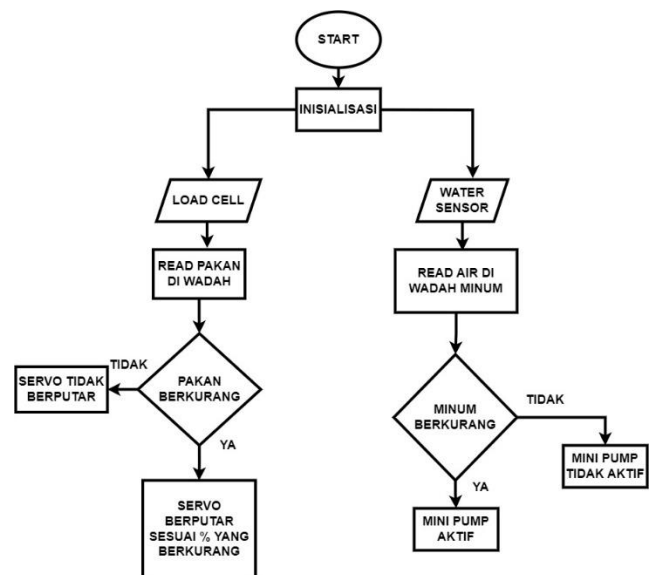 START
INISIALISASI
LOAD CELL
WATER
SENSOR
READ PAKAN
DI WADAH
READ AIR DI
WADAH MINUM
TIDAK
SERVO TIDAK
BERPUTAR
PAKAN
BERKURANG
YA
SERVO
BERPUTAR
SESUAI % YANG
BERKURANG
MINUM
BERKURANG
TIDAK
MINI PUMP
TIDAK AKTIF
YA
MINI PUMP
AKTIF